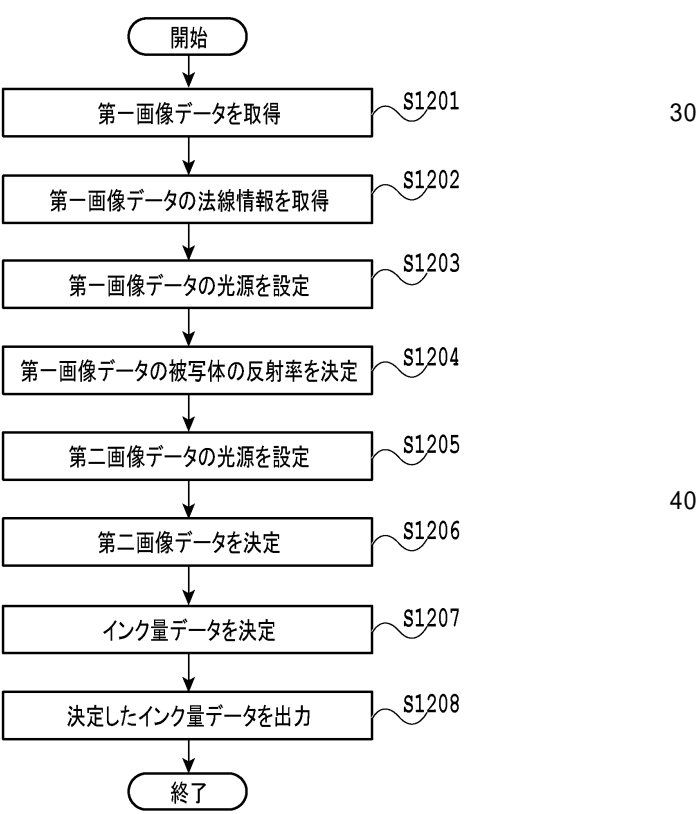 開始
第一画像データを取得
S1201
30
第一画像データの法線情報を取得
S1202
第一画像データの光源を設定
S1203
第一画像データの被写体の反射率を決定
S1204
第二画像データの光源を設定
S1205
40
第二画像データを決定
S1206
インク量データを決定
S1207
決定したインク量データを出力
S1208
終了